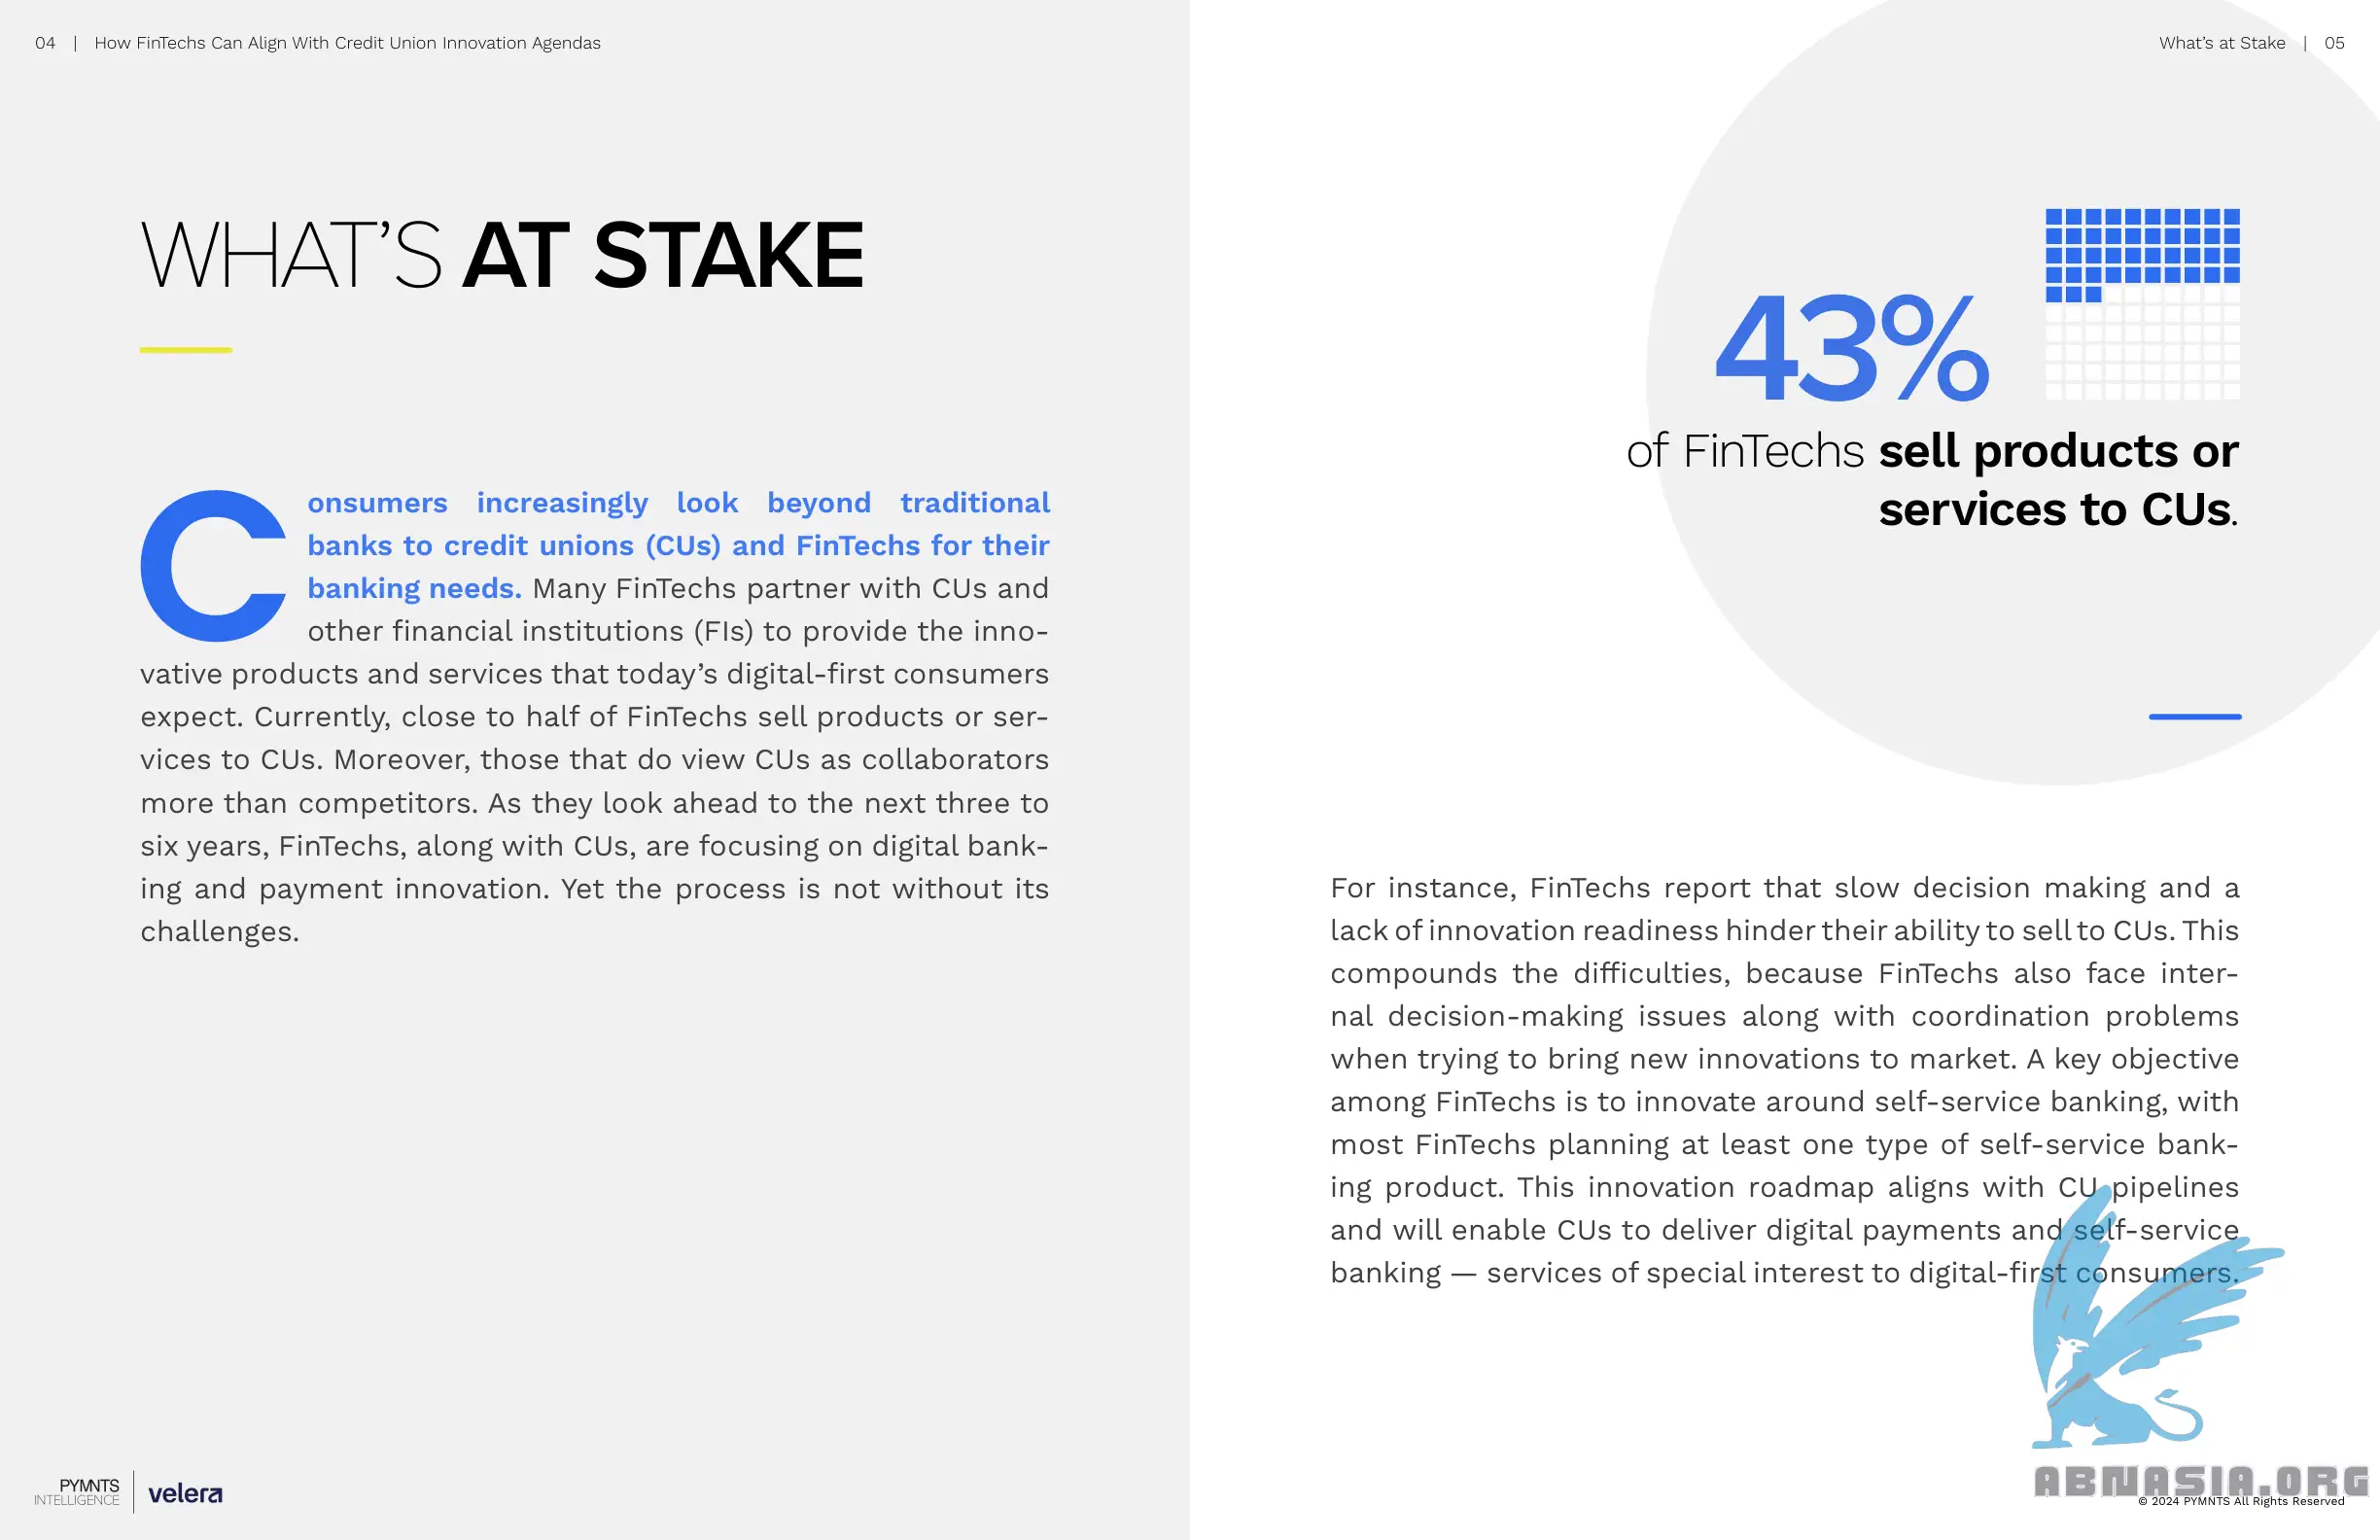 04 | How FinTechs Can Align With Credit Union Innovation Agendas
WHAT’S AT STAKE
Consumers increasingly look beyond traditional
banks to credit unions (CUs) and FinTechs for their
banking needs. Many FinTechs partner with CUs and
other financial institutions (FIs) to provide the inno-
vative products and services that today’s digital-first consumers
expect. Currently, close to half of FinTechs sell products or ser-
vices to CUs. Moreover, those that do view CUs as collaborators
more than competitors. As they look ahead to the next three to
six years, FinTechs, along with CUs, are focusing on digital bank-
ing and payment innovation. Yet the process is not without its
challenges.
PYMNTS
INTELLIGENCE
velera
What’s at Stake | 05
43%
of FinTechs sell products or
services to CUs.
For instance, FinTechs report that slow decision making and a
lack of innovation readiness hinder their ability to sell to CUs. This
compounds the difficulties, because FinTechs also face inter-
nal decision-making issues along with coordination problems
when trying to bring new innovations to market. A key objective
among FinTechs is to innovate around self-service banking, with
most FinTechs planning at least one type of self-service bank-
ing product. This innovation roadmap aligns with CU pipelines
and will enable CUs to deliver digital payments and self-service
banking — services of special interest to digital-first consumers.
ABNASIA.ORG
© 2024 PYMNTS All Rights Reserved